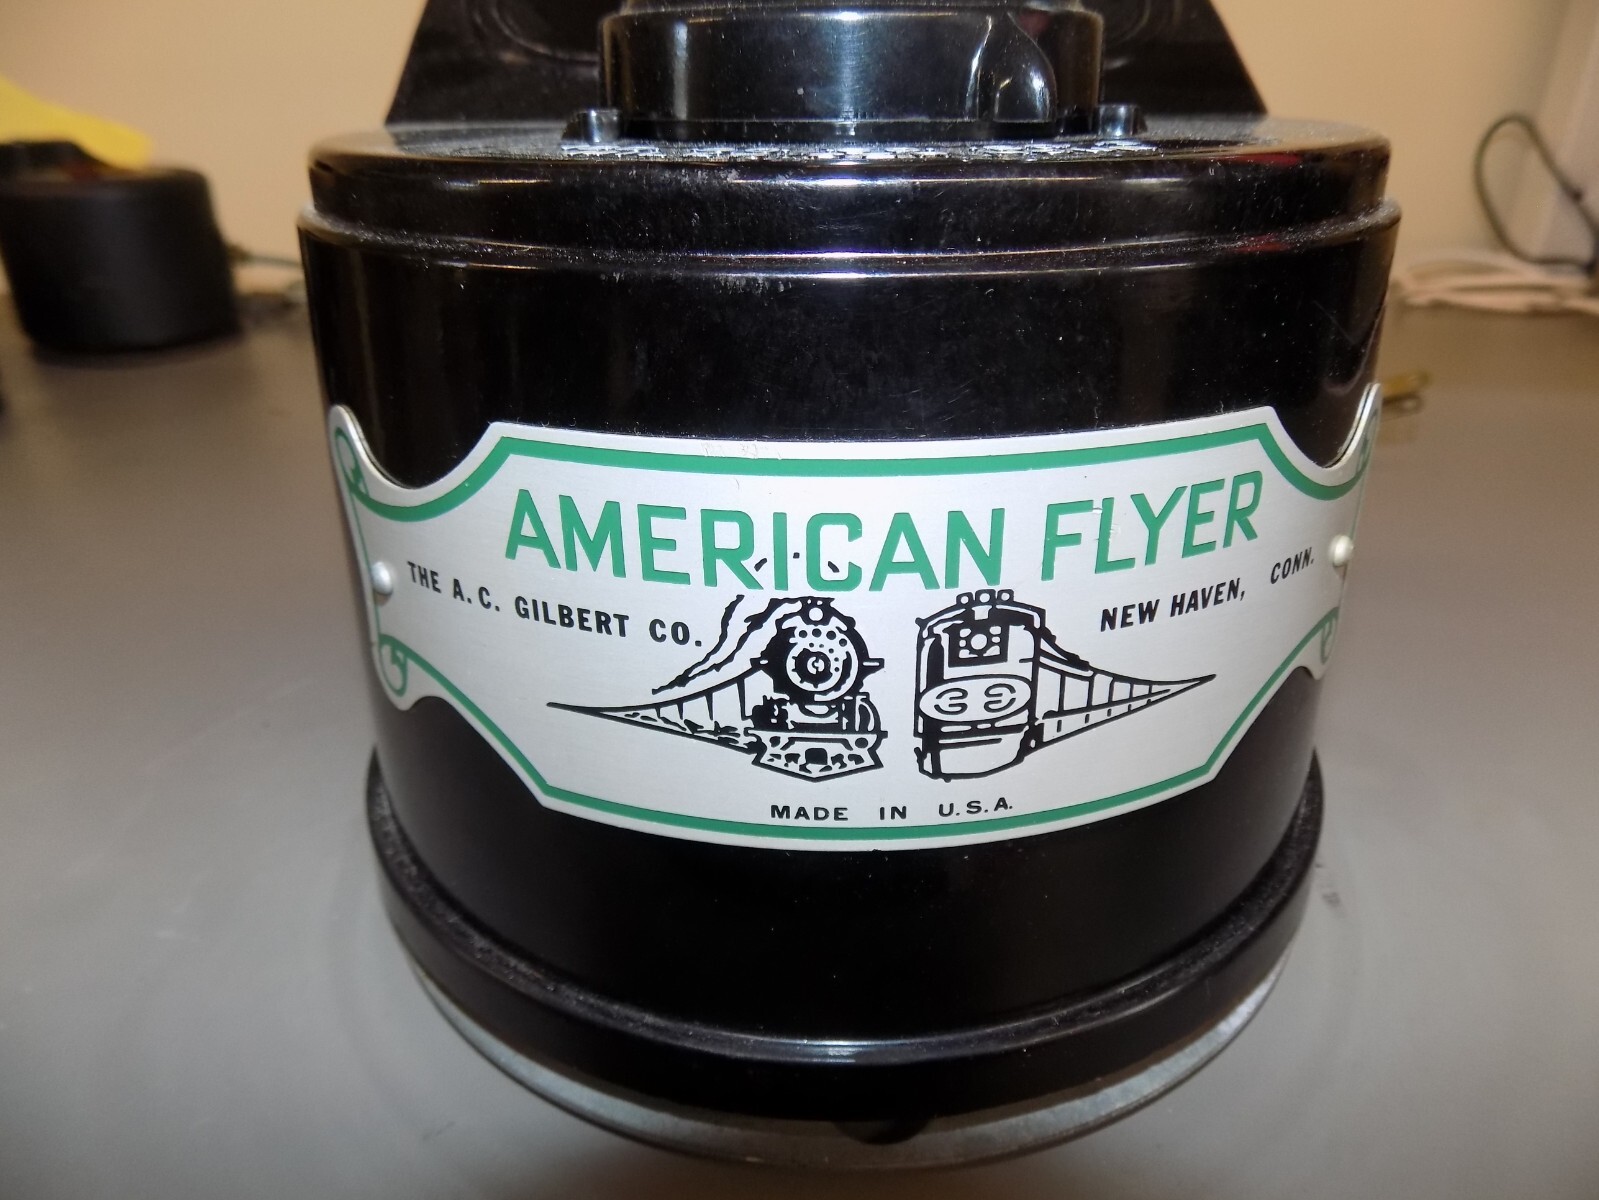 AMERICAN FLYER
THE A. C. GILBERT CO.
NEW HAVEN, CONN.
MADE IN U.S.A.